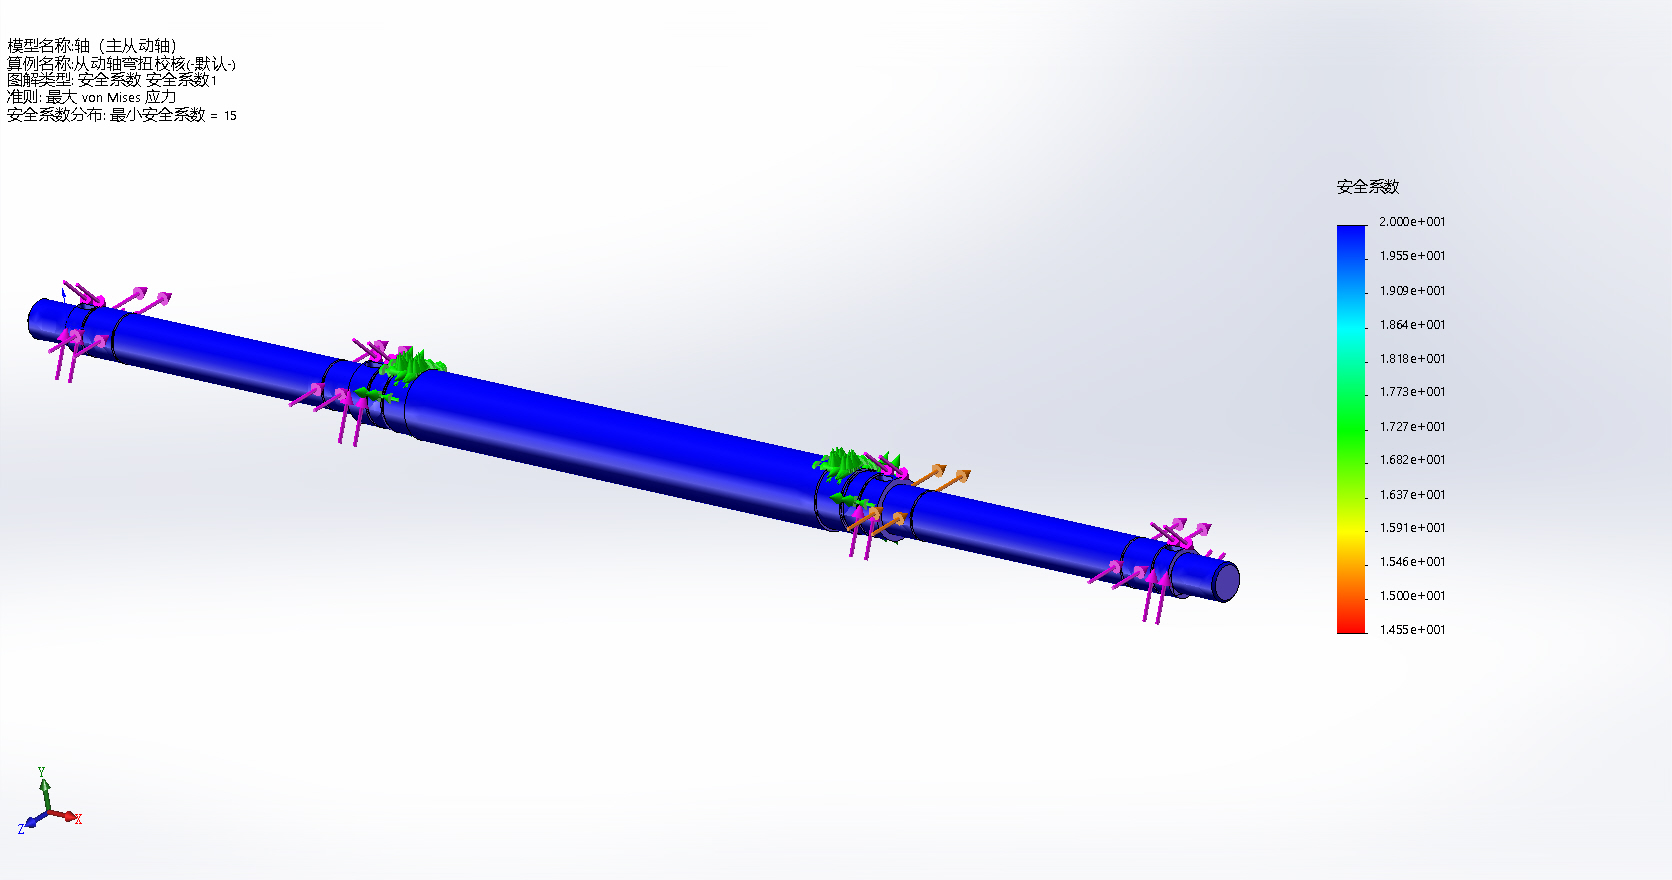 模型名称:轴（主从动轴）
算例名称:从动轴弯扭校核(-默认-)
图解类型: 安全系数 安全系数1
准则: 最大 von Mises 应力
安全系数分布: 最小安全系数 = 15
安全系数
2.000e+001
1.955e+001
1.909e+001
1.864e+001
1.818e+001
1.773e+001
1.727e+001
1.682e+001
1.637e+001
1.591e+001
1.546e+001
1.500e+001
1.455e+001
Y
X
Z